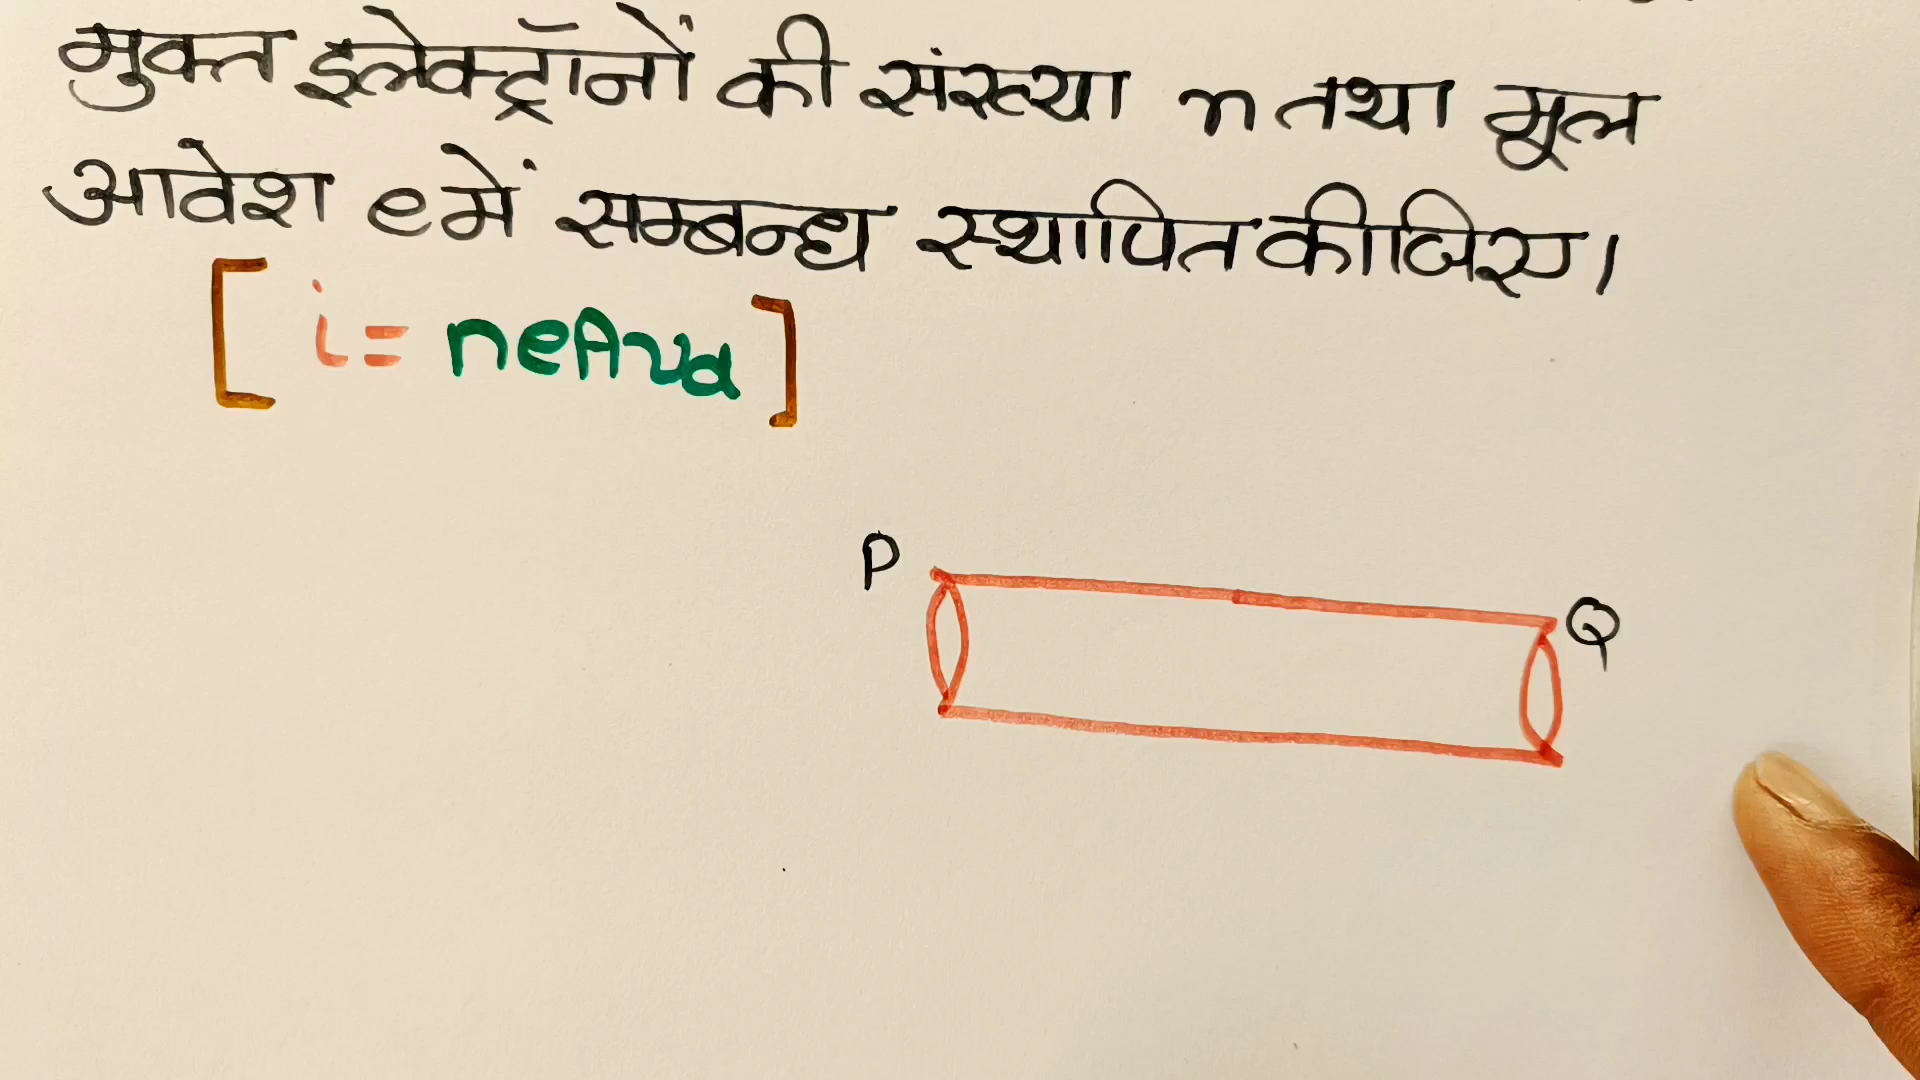 मुक्त इलेक्ट्रॉनों की संख्या n तथा मूल
आवेश e में सम्बन्ध स्थापित कीजिए।
[ i = neAvd ]
P
Q